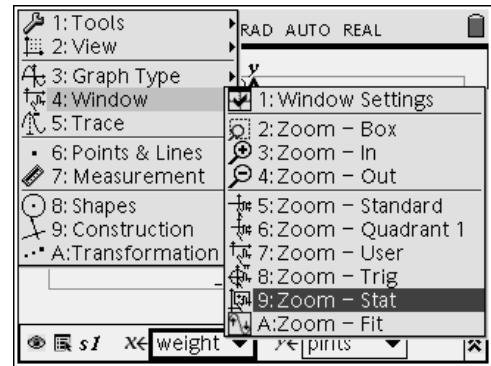 1: Tools
RAD AUTO REAL
2: View
y
3: Graph Type
4: Window
1: Window Settings
5: Trace
2: Zoom – Box
6: Points & Lines
3: Zoom – In
7: Measurement
4: Zoom – Out
8: Shapes
5: Zoom – Standard
9: Construction
6: Zoom – Quadrant 1
A: Transformation
7: Zoom – User
8: Zoom – Trig
9: Zoom – Stat
A: Zoom – Fit
s1 x← weight y← pints